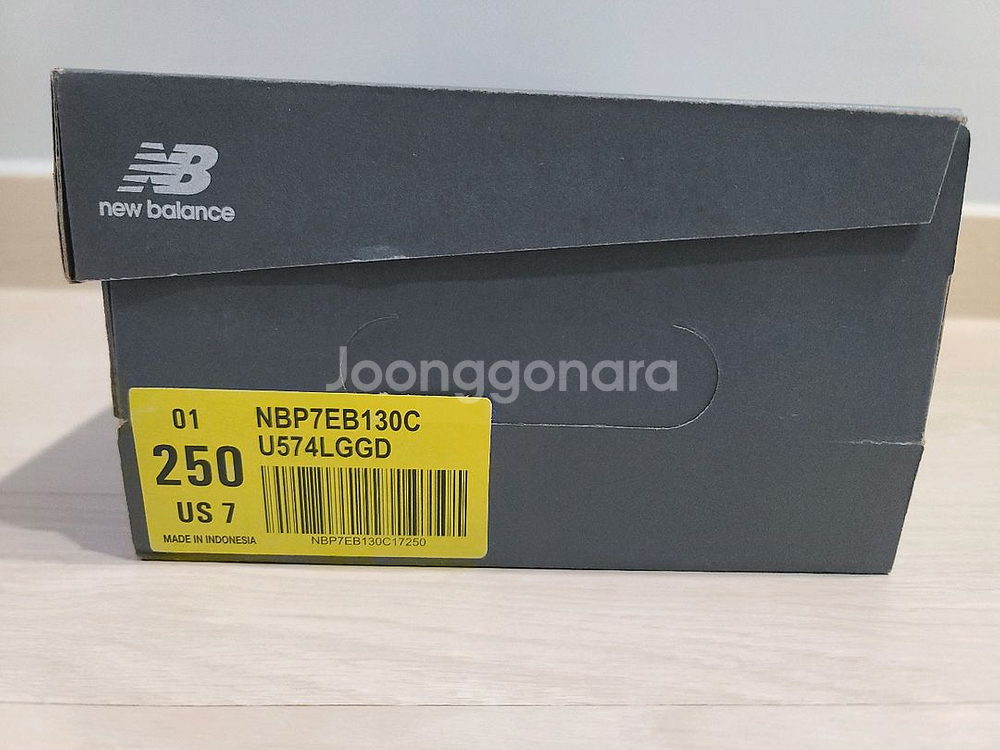 NB
new balance
Joonggonara
01
NBP7EB130C
U574LGGD
250
US 7
MADE IN INDONESIA
NBP7EB130C17250